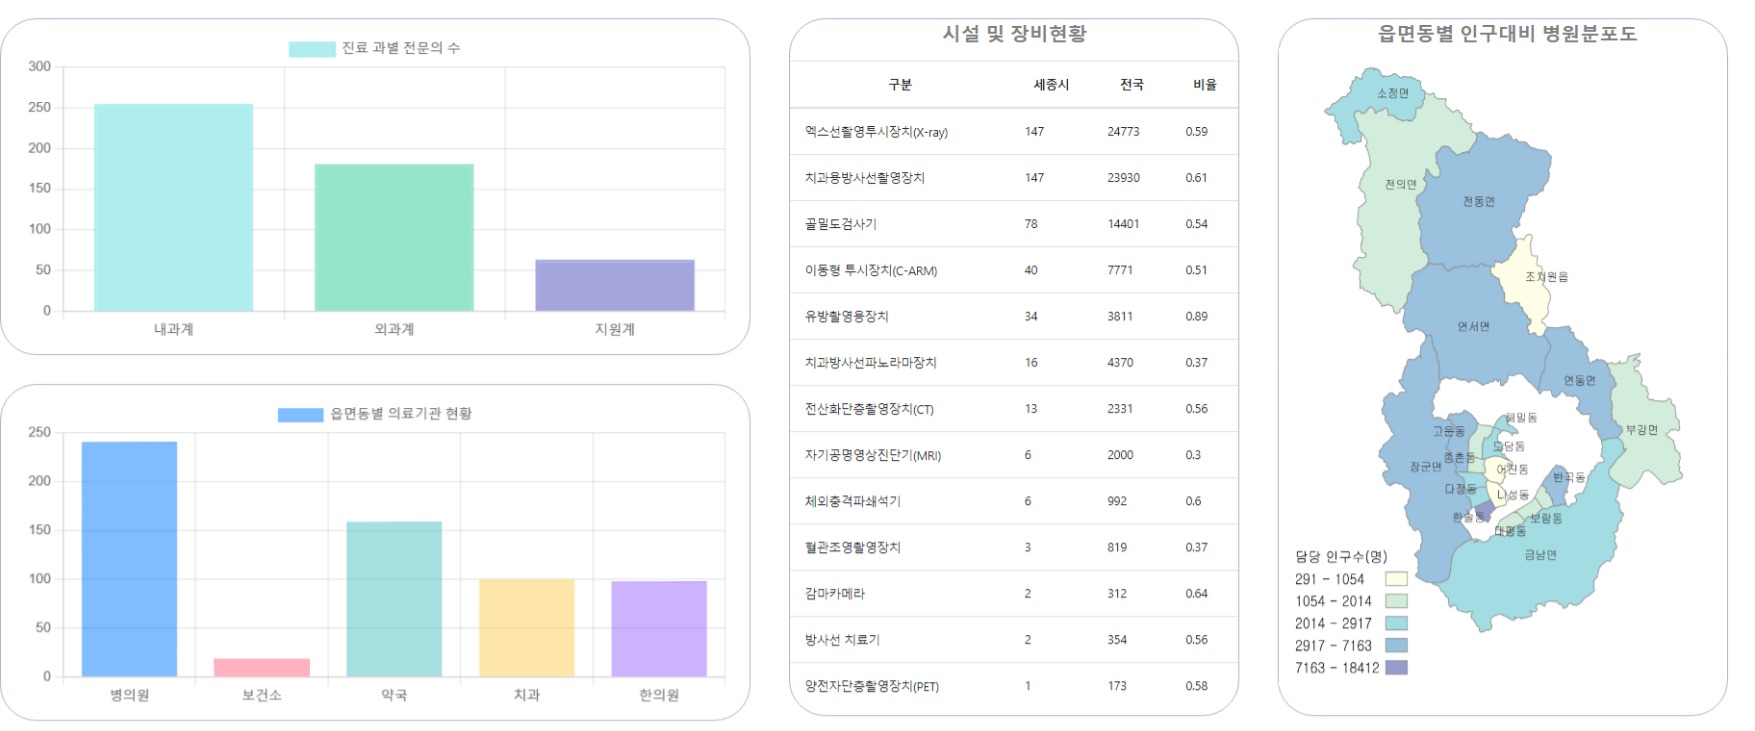 진료 과별 전문의 수
300
250
200
150
100
50
0
내과계 외과계 지원계
읍면동별 의료기관 현황
250
200
150
100
50
0
병의원 보건소 약국 치과 한의원
시설 및 장비현황
구분 세종시 전국 비율
엑스선촬영투시장치(X-ray) 147 24773 0.59
치과용방사선촬영장치 147 23930 0.61
골밀도검사기 78 14401 0.54
이동형 투시장치(C-ARM) 40 7771 0.51
유방촬영용장치 34 3811 0.89
치과방사선파노라마장치 16 4370 0.37
전산화단층촬영장치(CT) 13 2331 0.56
자기공명영상진단기(MRI) 6 2000 0.3
체외충격파쇄석기 6 992 0.6
혈관조영촬영장치 3 819 0.37
감마카메라 2 312 0.64
방사선 치료기 2 354 0.56
양전자단층촬영장치(PET) 1 173 0.58
읍면동별 인구대비 병원분포도
소정면
전의면
전동면
조치원읍
연서면
연동면
해밀동
부강면
고운동
도담동
종촌동
장군면
어진동
반곡동
다정동
나성동
한솔동
보람동
대평동
금남면
담당 인구수(명)
291 - 1054
1054 - 2014
2014 - 2917
2917 - 7163
7163 - 18412